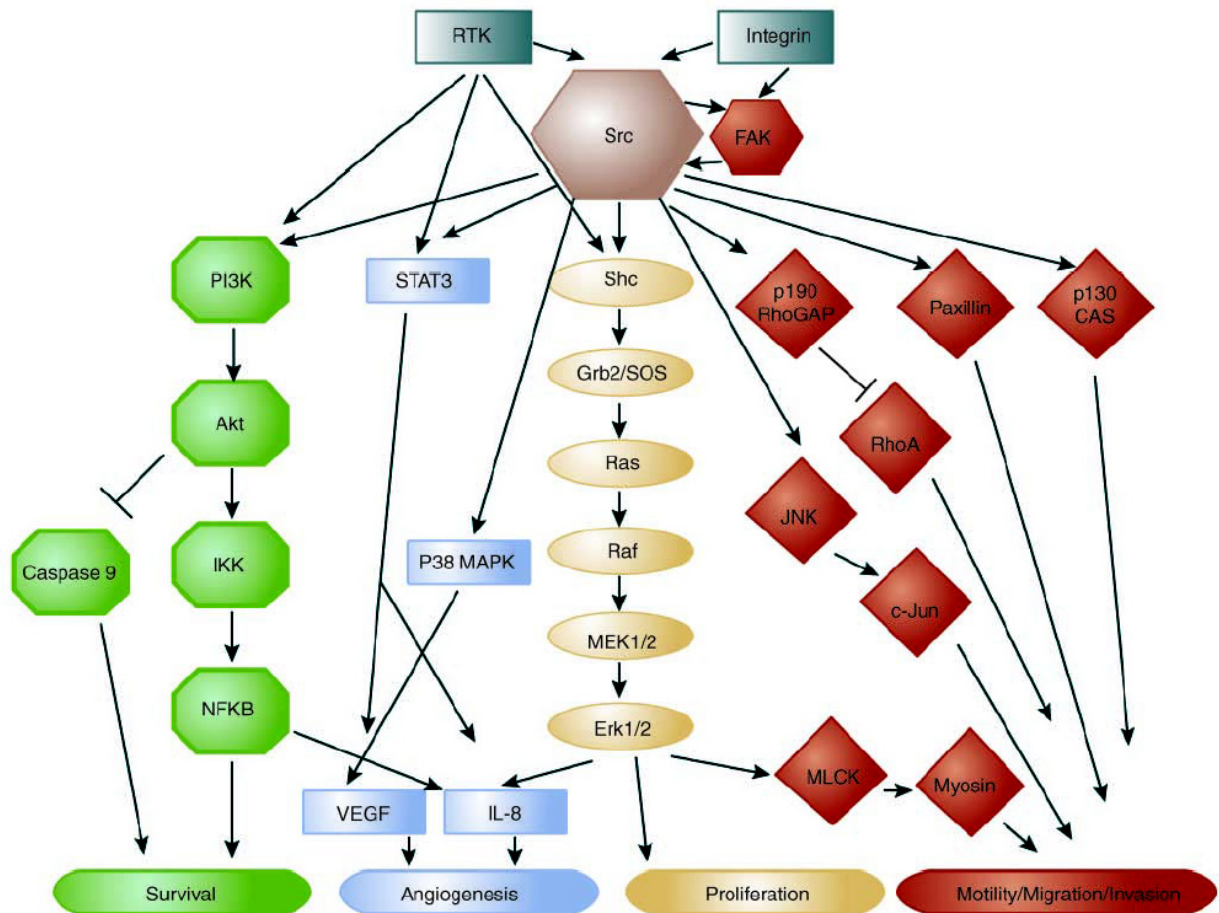 RTK
Integrin
Src
FAK
PI3K
STAT3
Shc
p190
RhoGAP
Paxillin
p130
CAS
Grb2/SOS
Akt
RhoA
Ras
JNK
Caspase 9
IKK
P38 MAPK
Raf
c-Jun
MEK1/2
NFKB
Erk1/2
MLCK
Myosin
VEGF
IL-8
Survival
Angiogenesis
Proliferation
Motility/Migration/Invasion